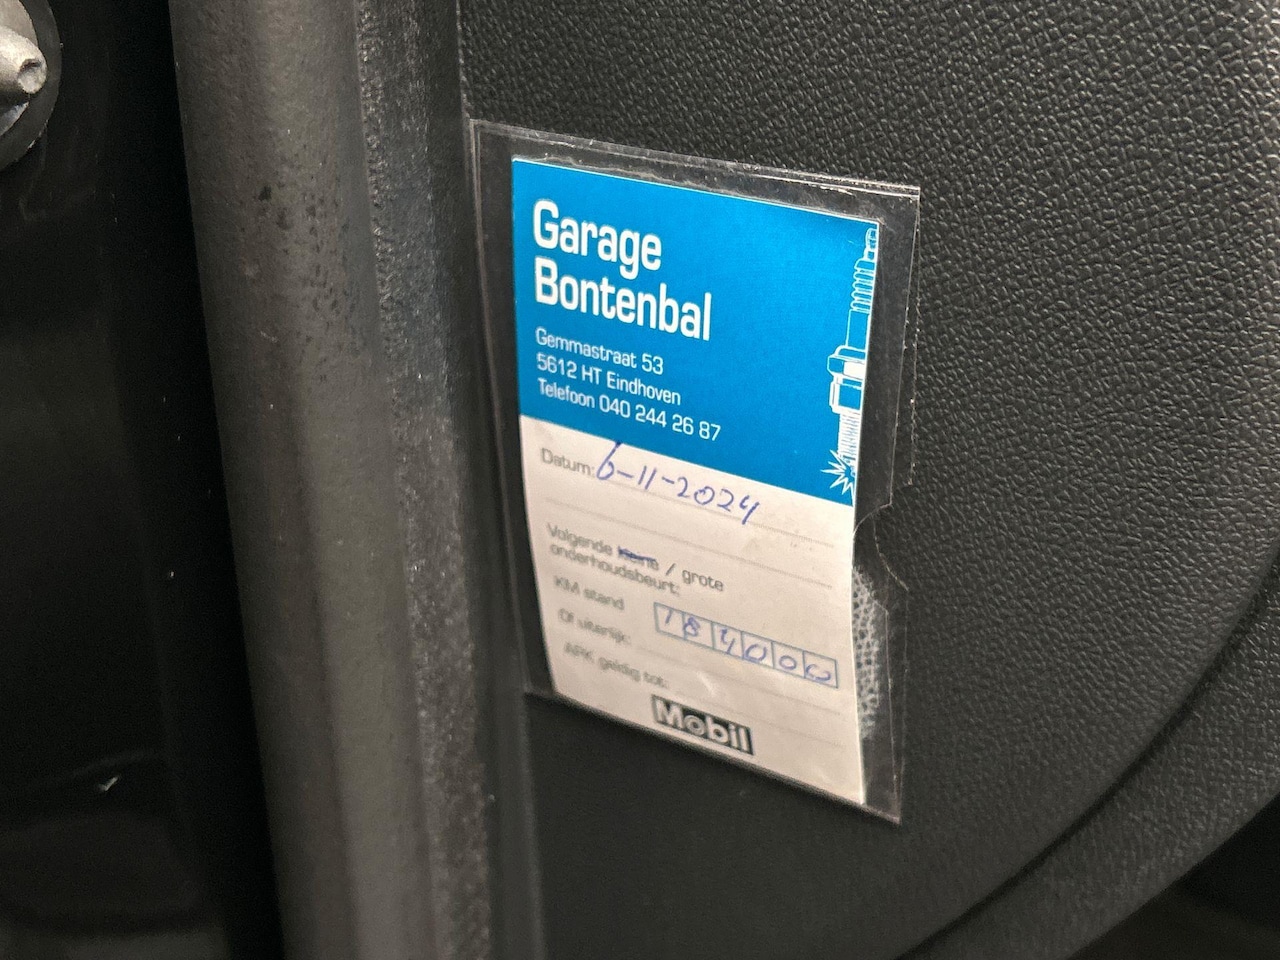 Garage
Bontenbal
Gemmastraat 53
5612 HT Eindhoven
Telefoon 040 244 26 87
Datum: 6-11-2024
Volgende kleine / grote
onderhoudsbeurt:
KM stand 184000
Of uiterlijk:
ARK geldig tot:
Mobil